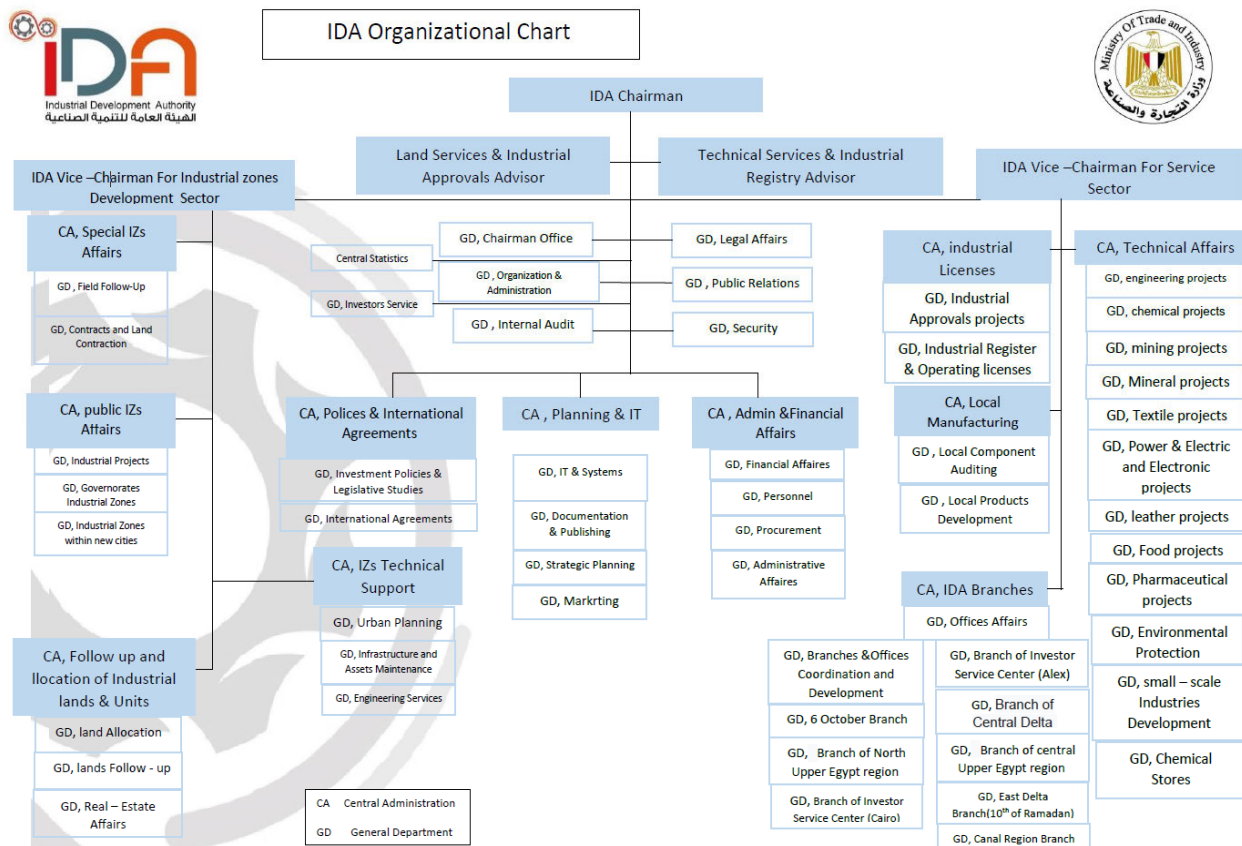 IDA
Industrial Development Authority
الهيئة العامة للتنمية الصناعية
IDA Organizational Chart
Ministry Of Trade and Industry
وزارة التجارة والصناعة
IDA Chairman
Land Services & Industrial
Approvals Advisor
Technical Services & Industrial
Registry Advisor
IDA Vice –Chairman For Industrial zones
Development Sector
IDA Vice –Chairman For Service
Sector
CA, Special IZs
Affairs
GD , Field Follow-Up
GD, Contracts and Land
Contraction
CA, public IZs
Affairs
GD, Industrial Projects
GD, Governorates
Industrial Zones
GD, Industrial Zones
within new cities
CA, IZs Technical
Support
GD, Urban Planning
GD, Infrastructure and
Assets Maintenance
GD, Engineering Services
CA, Follow up and
llocation of Industrial
lands & Units
GD, land Allocation
GD, lands Follow - up
GD, Real – Estate
Affairs
GD, Chairman Office
GD, Legal Affairs
Central Statistics
GD , Organization &
Administration
GD , Public Relations
GD, Investors Service
GD , Internal Audit
GD, Security
CA, Polices & International
Agreements
GD, Investment Policies &
Legislative Studies
GD, International Agreements
CA , Planning & IT
GD, IT & Systems
GD, Documentation
& Publishing
GD, Strategic Planning
GD, Markrting
CA , Admin &Financial
Affairs
GD, Financial Affaires
GD, Personnel
GD, Procurement
GD, Administrative
Affaires
CA, industrial
Licenses
GD, Industrial
Approvals projects
GD, Industrial Register
& Operating licenses
CA, Local
Manufacturing
GD , Local Component
Auditing
GD , Local Products
Development
CA, Technical Affairs
GD, engineering projects
GD, chemical projects
GD, mining projects
GD, Mineral projects
GD, Textile projects
GD, Power & Electric
and Electronic
projects
GD, leather projects
GD, Food projects
GD, Pharmaceutical
projects
GD, Environmental
Protection
GD, small – scale
Industries
Development
GD, Chemical
Stores
CA, IDA Branches
GD, Offices Affairs
GD, Branches &Offices
Coordination and
Development
GD, 6 October Branch
GD, Branch of North
Upper Egypt region
GD, Branch of Investor
Service Center (Cairo)
GD, Branch of Investor
Service Center (Alex)
GD, Branch of
Central Delta
GD, Branch of central
Upper Egypt region
GD, East Delta
Branch(10th of Ramadan)
GD, Canal Region Branch
CA Central Administration
GD General Department